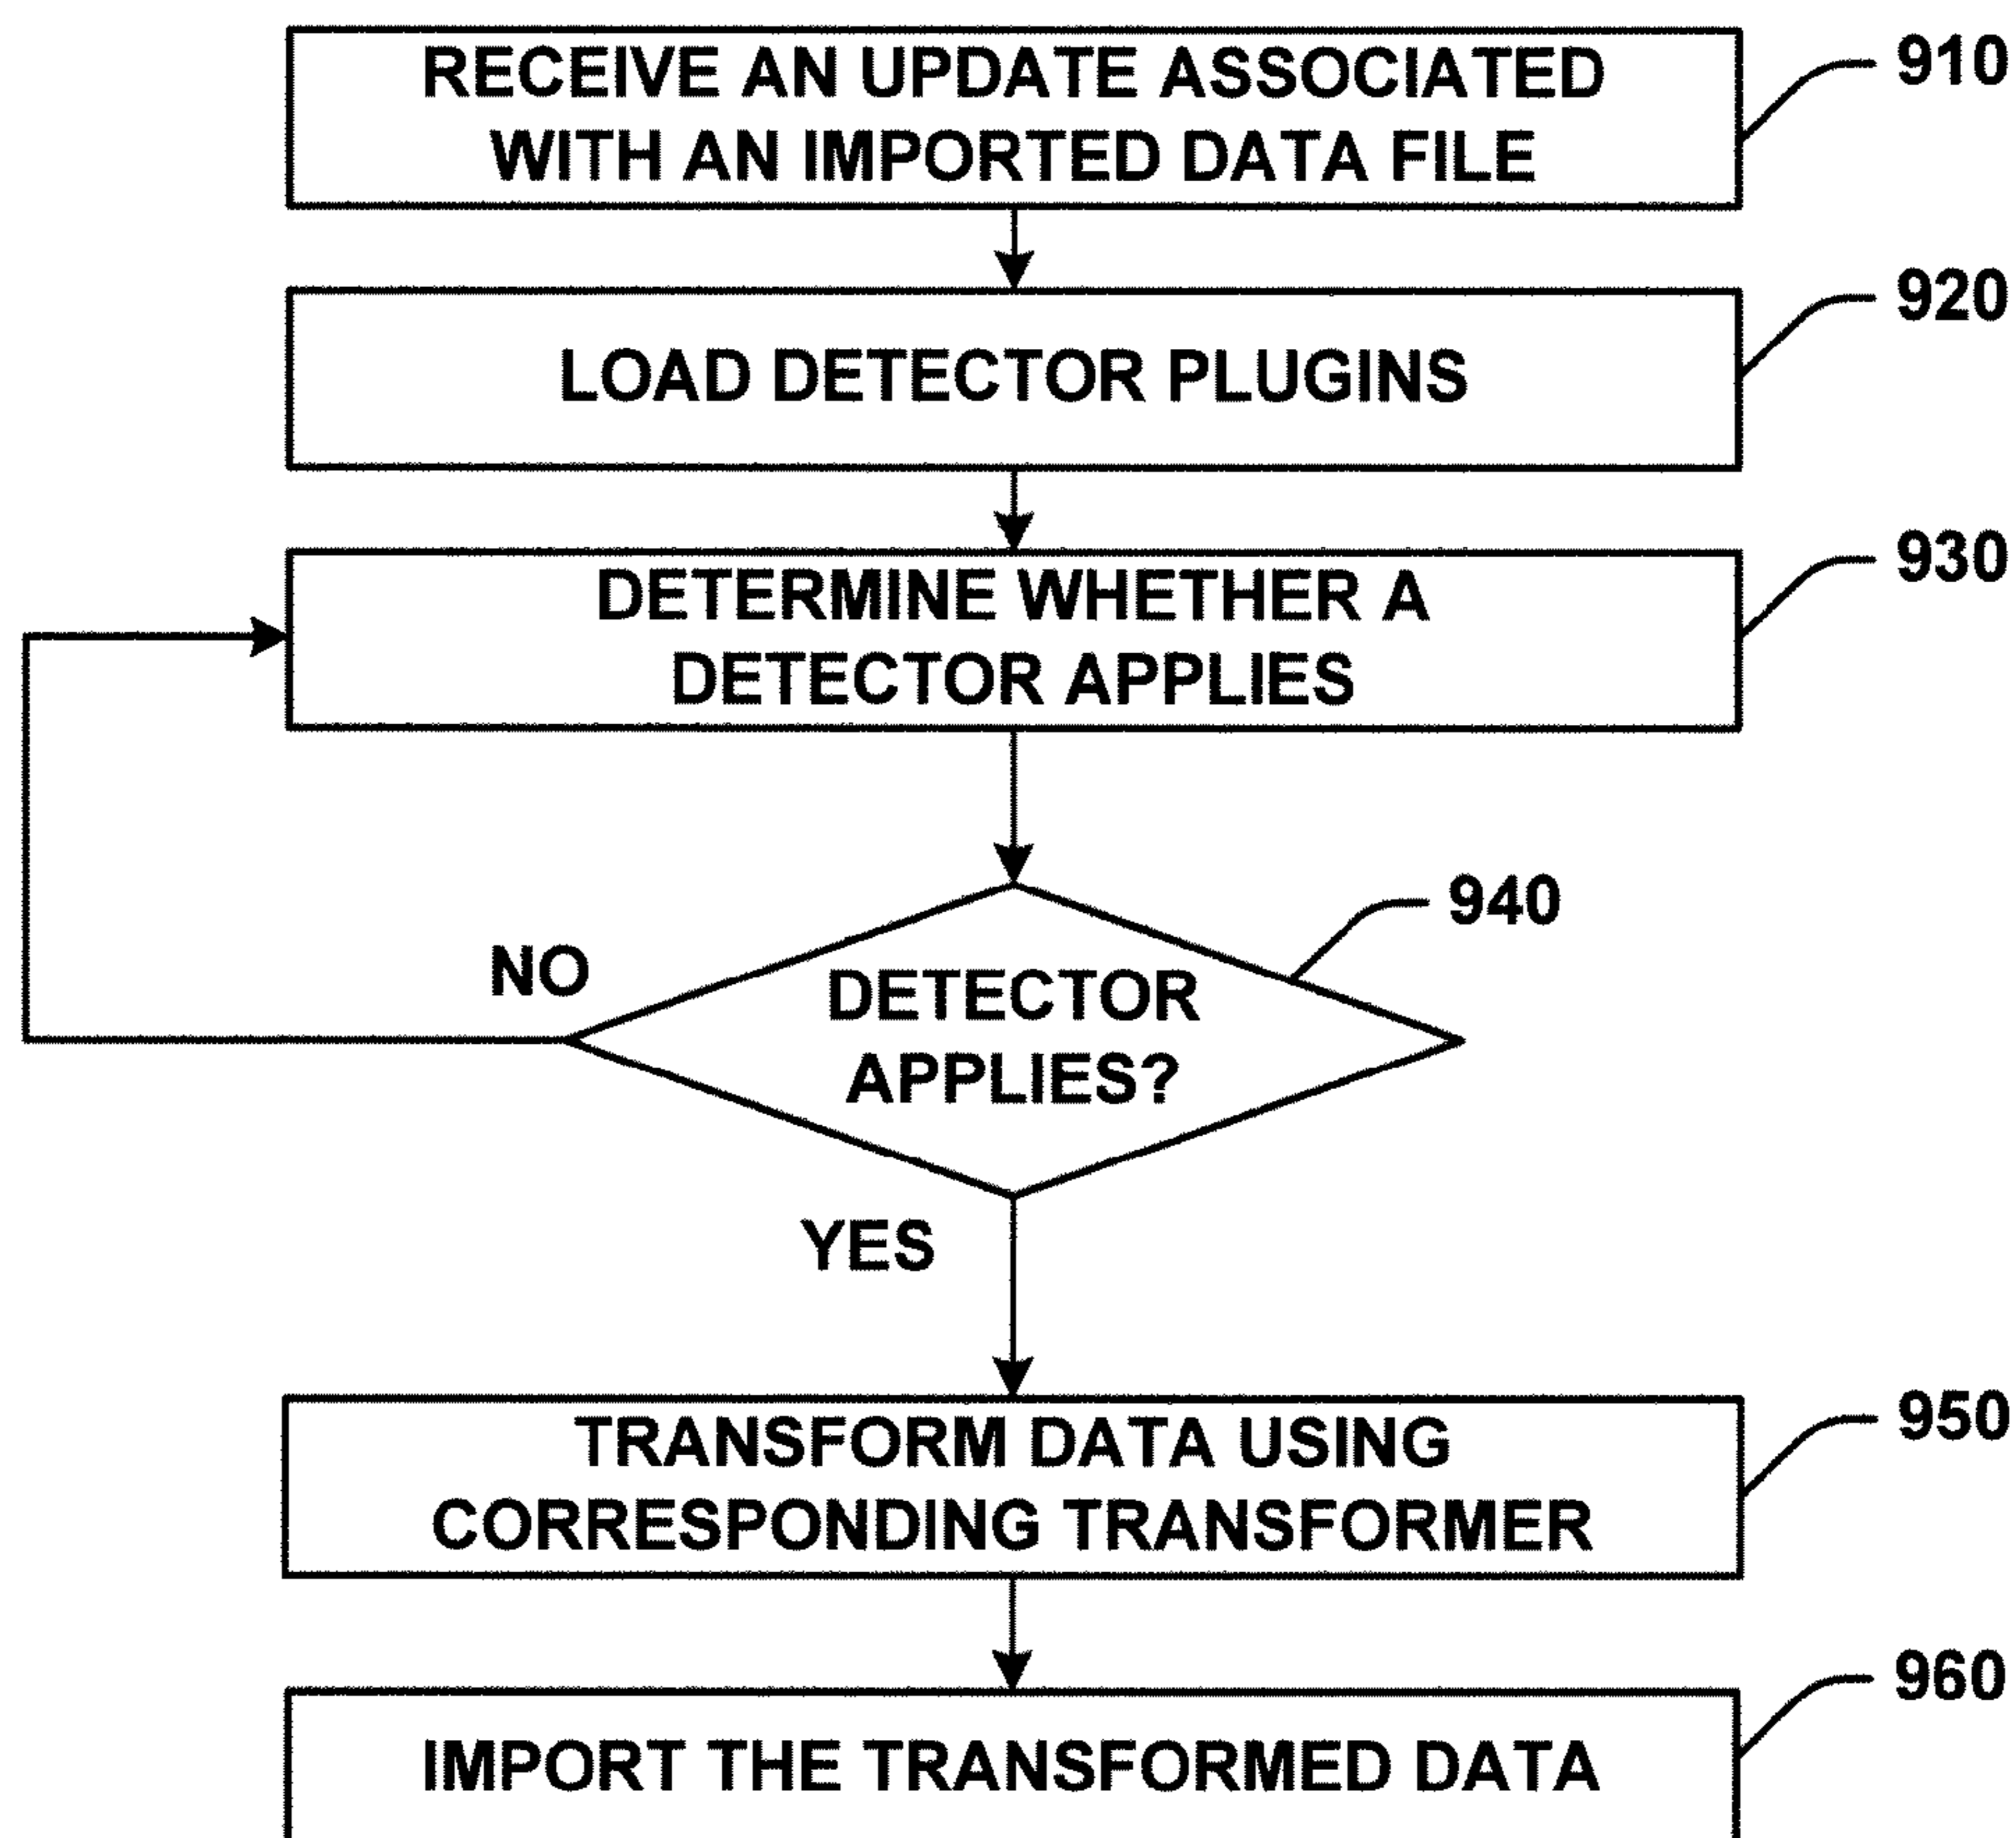 RECEIVE AN UPDATE ASSOCIATED
WITH AN IMPORTED DATA FILE
910
LOAD DETECTOR PLUGINS
920
DETERMINE WHETHER A
DETECTOR APPLIES
930
940
NO
DETECTOR
APPLIES?
YES
TRANSFORM DATA USING
CORRESPONDING TRANSFORMER
950
IMPORT THE TRANSFORMED DATA
960